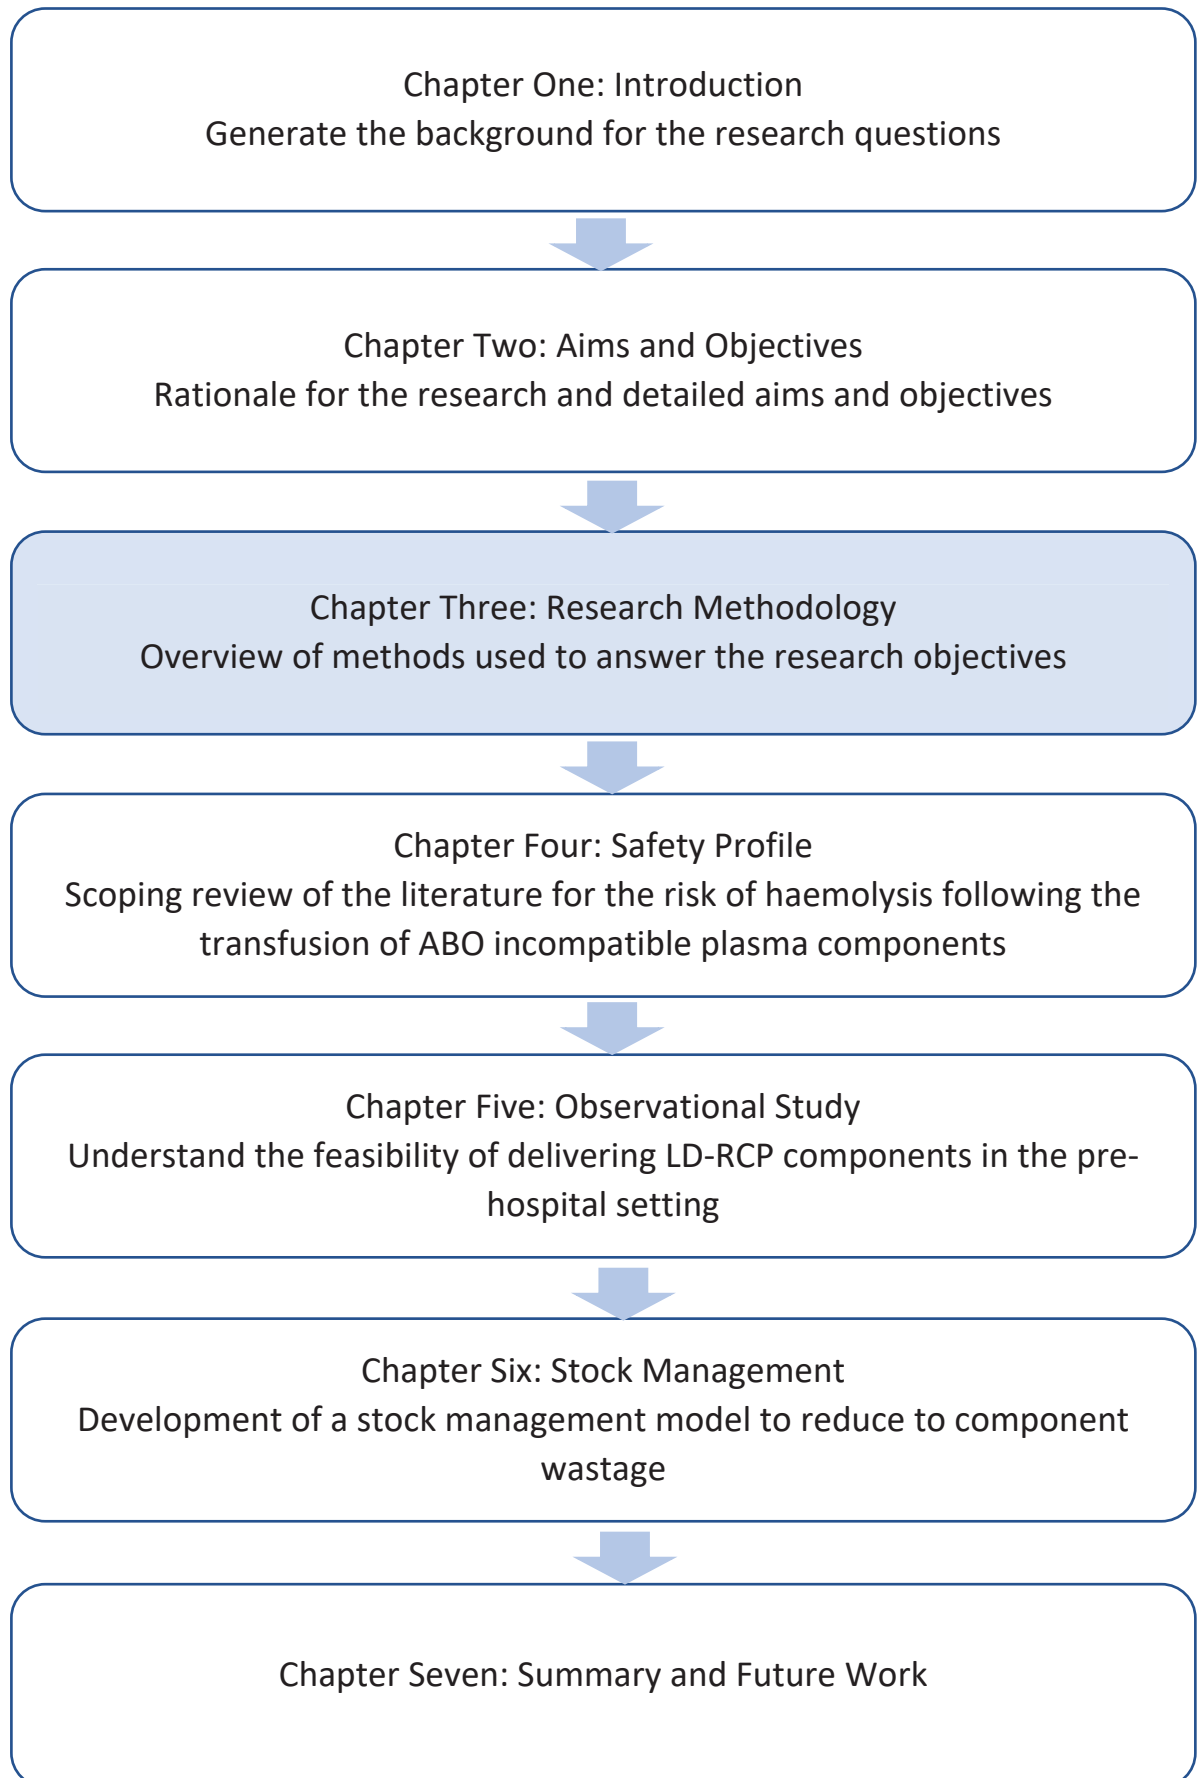 Chapter One: Introduction
Generate the background for the research questions
Chapter Two: Aims and Objectives
Rationale for the research and detailed aims and objectives
Chapter Three: Research Methodology
Overview of methods used to answer the research objectives
Chapter Four: Safety Profile
Scoping review of the literature for the risk of haemolysis following the
transfusion of ABO incompatible plasma components
Chapter Five: Observational Study
Understand the feasibility of delivering LD-RCP components in the pre-
hospital setting
Chapter Six: Stock Management
Development of a stock management model to reduce to component
wastage
Chapter Seven: Summary and Future Work